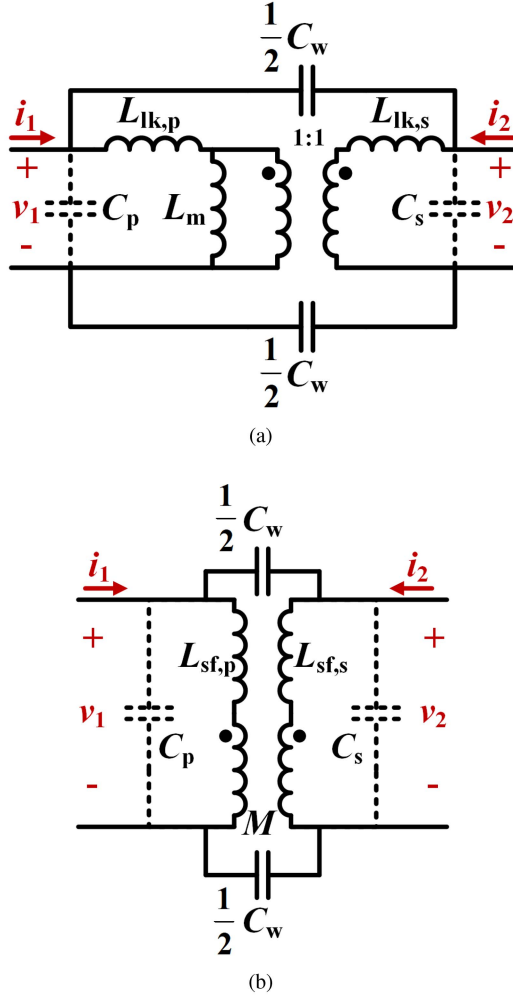 1/2 C_w
i_1 L_lk,p L_lk,s i_2
1:1
+ +
v_1 C_p L_m C_s v_2
- -
1/2 C_w
(a)
1/2 C_w
i_1 i_2
+ L_sf,p L_sf,s +
v_1 C_p C_s v_2
- M -
1/2 C_w
(b)